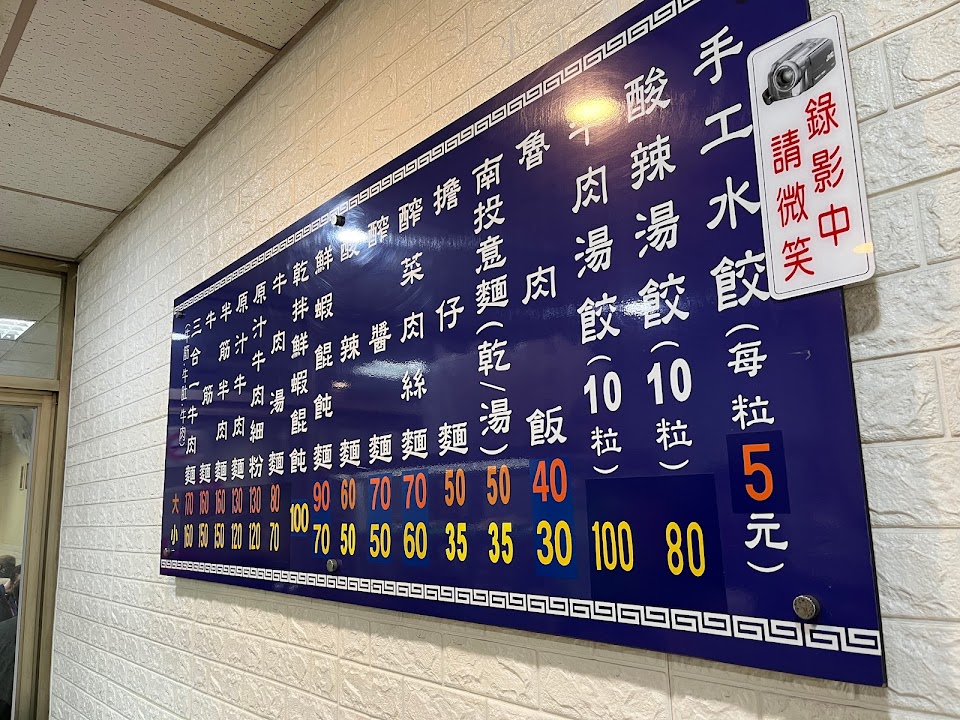 錄影中
請微笑
手工水餃(每粒5元)
酸辣湯餃(10粒) 80
牛肉湯餃(10粒) 100
魯肉飯 40 30
南投意麵(乾/湯) 50 35
擔仔麵 50 35
醡菜肉絲麵 70 60
醡醬麵 70 50
酸辣麵 60 50
鮮蝦餛飩麵 90 70
乾拌鮮蝦餛飩 100
牛肉湯麵 80 70
原汁牛肉細粉 130 120
原汁牛肉麵 130 120
半筋半肉麵 160 150
牛筋麵 160 150
三合一牛肉麵 170 160
牛肚·牛肉)
大
小